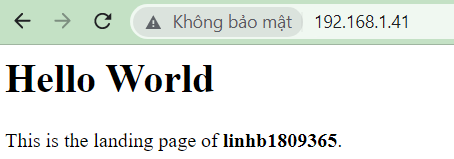 Không bảo mật 192.168.1.41
Hello World
This is the landing page of linhb1809365.